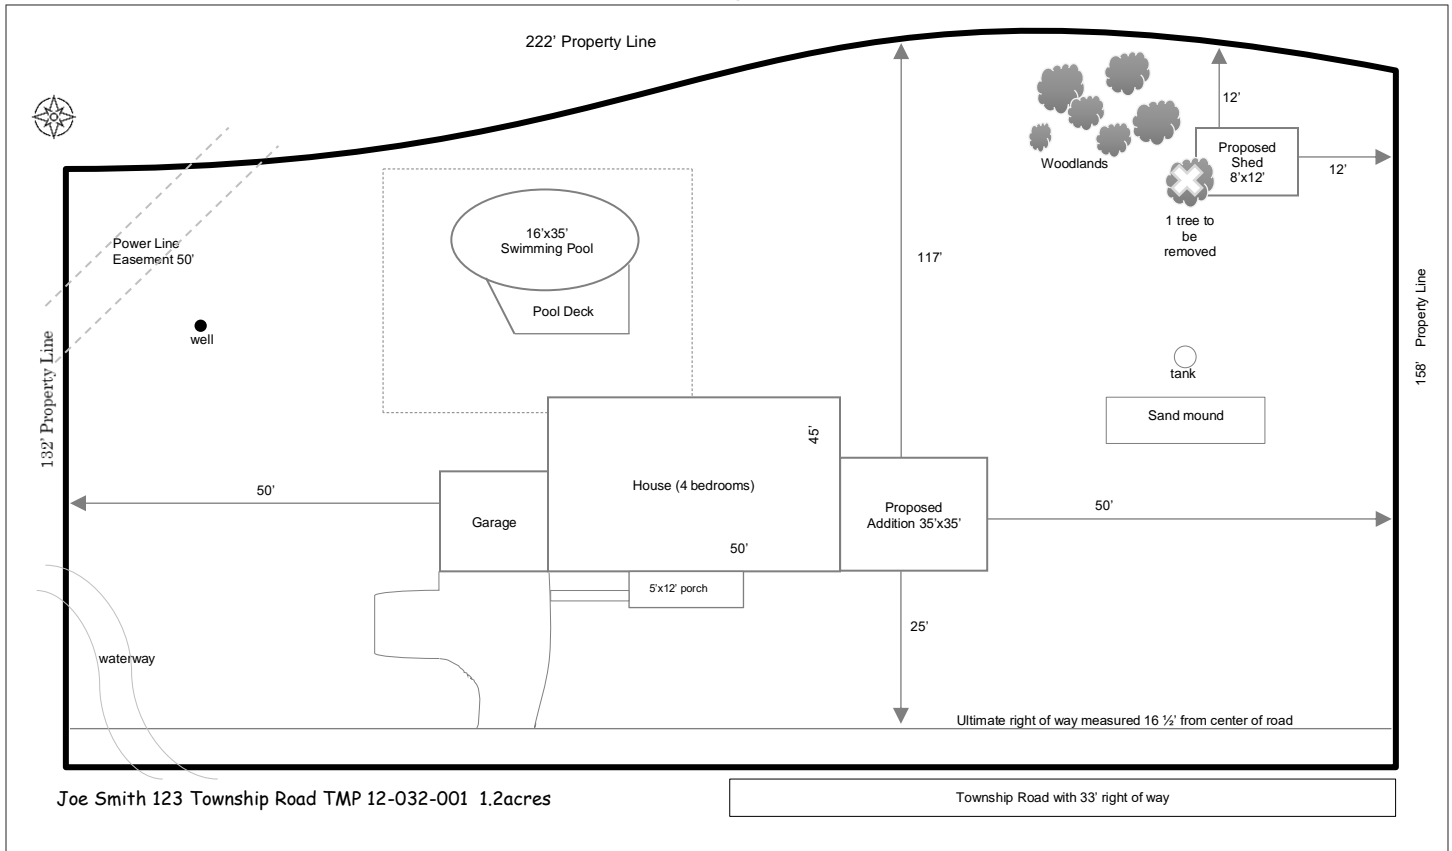 222’ Property Line
12’
Proposed
Shed
8’x12’
12’
Woodlands
1 tree to
be
removed
16’x35’
Swimming Pool
Power Line
Easement 50’
117’
Pool Deck
well
132’ Property Line
158’ Property Line
tank
Sand mound
45’
House (4 bedrooms)
50’
50’
Garage
Proposed
Addition 35’x35’
50’
5’x12’ porch
25’
waterway
Ultimate right of way measured 16 ½’ from center of road
Joe Smith 123 Township Road TMP 12-032-001 1.2acres
Township Road with 33’ right of way